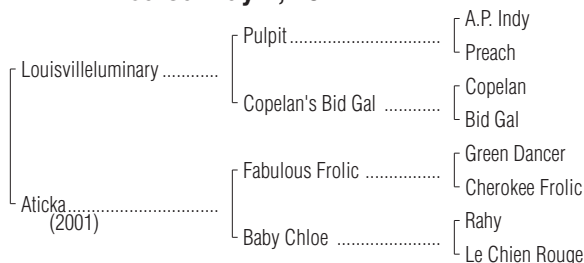 A.P. Indy
Pulpit
Preach
Louisvilleluminary
Copelan
Copelan's Bid Gal
Bid Gal
Green Dancer
Fabulous Frolic
Cherokee Frolic
Aticka
(2001)
Rahy
Baby Chloe
Le Chien Rouge